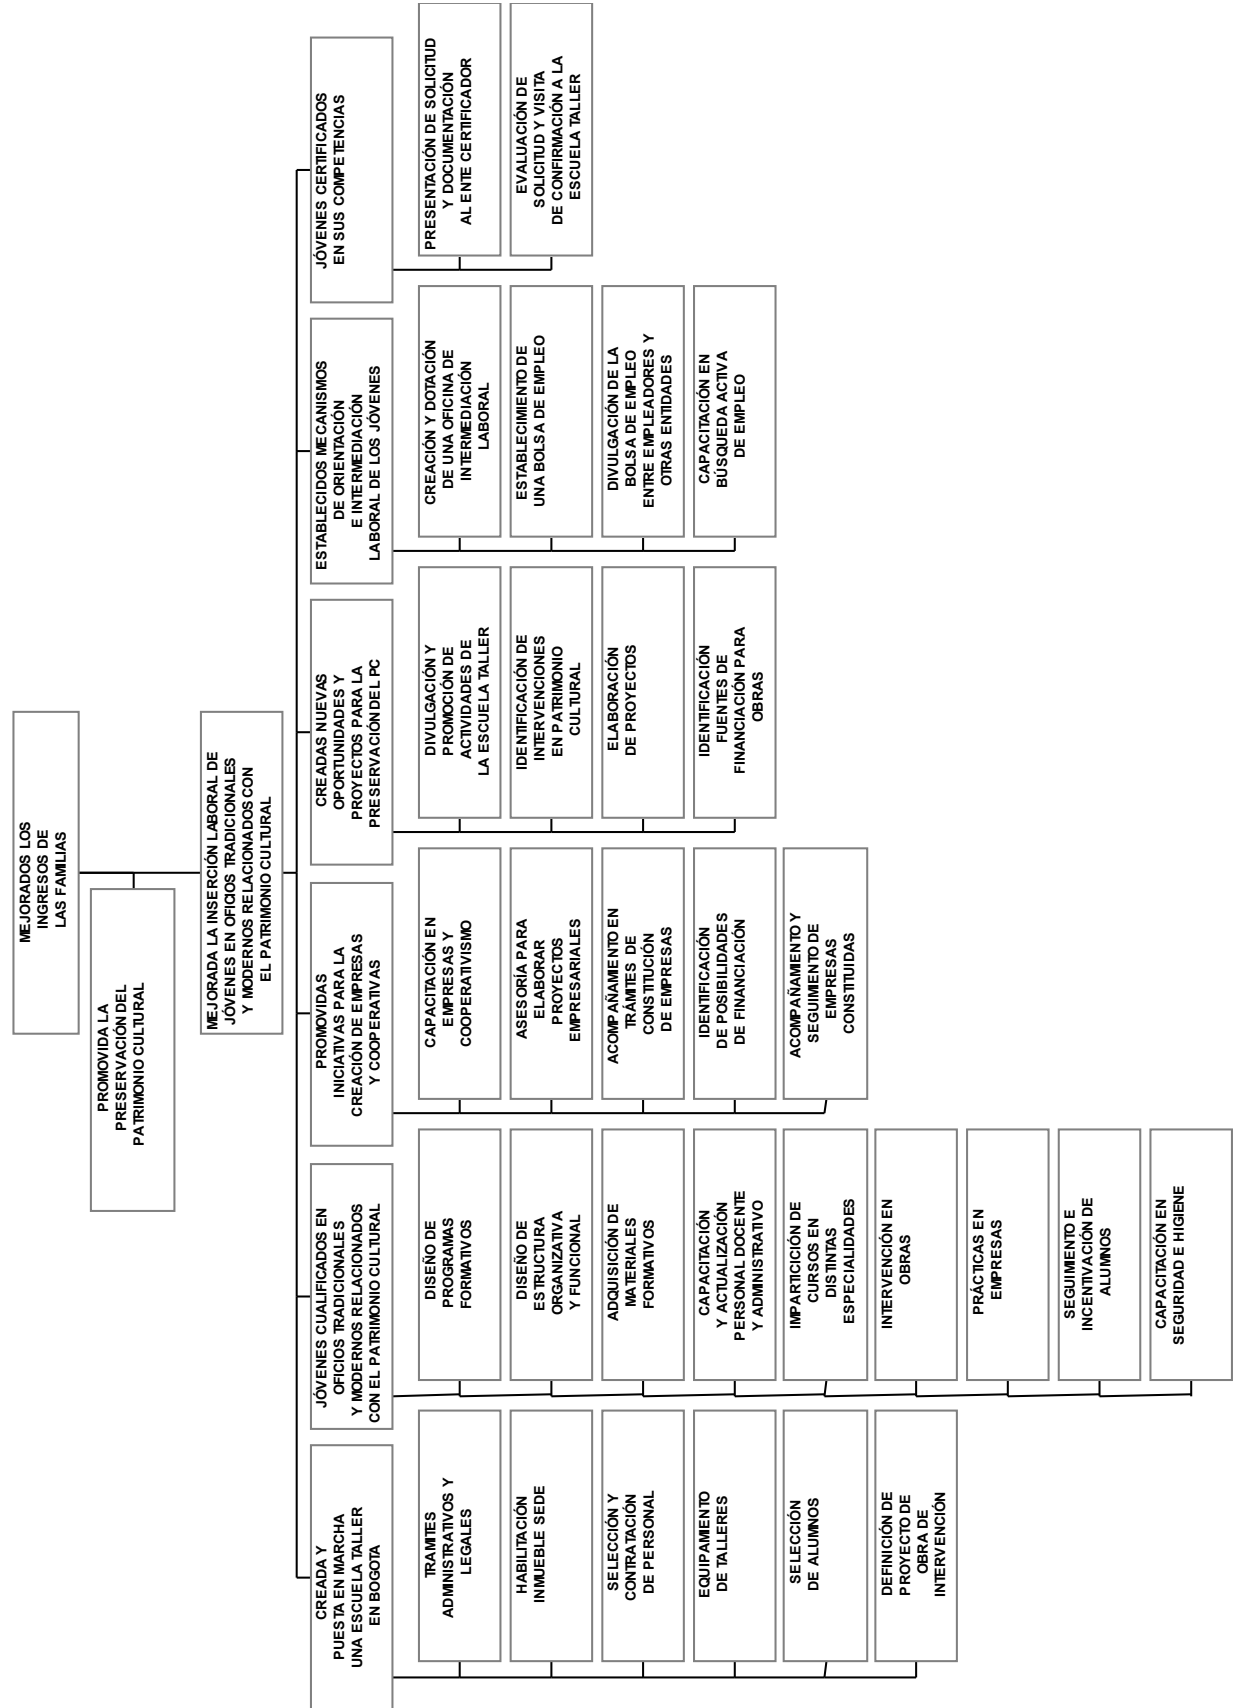 MEJORADOS LOS
INGRESOS DE
LAS FAMILIAS
PROMOVIDA LA
PRESERVACIÓN DEL
PATRIMONIO CULTURAL
MEJORADA LA INSERCIÓN LABORAL DE
JÓVENES EN OFICIOS TRADICIONALES
Y MODERNOS RELACIONADOS CON
EL PATRIMONIO CULTURAL
CREADA Y
PUESTA EN MARCHA
UNA ESCUELA TALLER
EN BOGOTA
TRAMITES
ADMINISTRATIVOS Y
LEGALES
HABILITACIÓN
INMUEBLE SEDE
SELECCIÓN Y
CONTRATACIÓN
DE PERSONAL
EQUIPAMIENTO
DE TALLERES
SELECCIÓN
DE ALUMNOS
DEFINICIÓN DE
PROYECTO DE
OBRA DE
INTERVENCIÓN
JÓVENES CUALIFICADOS EN
OFICIOS TRADICIONALES
Y MODERNOS RELACIONADOS
CON EL PATRIMONIO CULTURAL
DISEÑO DE
PROGRAMAS
FORMATIVOS
DISEÑO DE
ESTRUCTURA
ORGANIZATIVA
Y FUNCIONAL
ADQUISICIÓN DE
MATERIALES
FORMATIVOS
CAPACITACIÓN
Y ACTUALIZACIÓN
PERSONAL DOCENTE
Y ADMINISTRATIVO
IMPARTICIÓN DE
CURSOS EN
DISTINTAS
ESPECIALIDADES
INTERVENCIÓN EN
OBRAS
PRÁCTICAS EN
EMPRESAS
SEGUIMIENTO E
INCENTIVACIÓN DE
ALUMNOS
CAPACITACIÓN EN
SEGURIDAD E HIGIENE
PROMOVIDAS
INICIATIVAS PARA LA
CREACIÓN DE EMPRESAS
Y COOPERATIVAS
CAPACITACIÓN EN
EMPRESAS Y
COOPERATIVISMO
ASESORÍA PARA
ELABORAR
PROYECTOS
EMPRESARIALES
ACOMPAÑAMIENTO EN
TRÁMITES DE
CONSTITUCIÓN
DE EMPRESAS
IDENTIFICACIÓN
DE POSIBILIDADES
DE FINANCIACIÓN
ACOMPAÑAMIENTO Y
SEGUIMIENTO DE
EMPRESAS
CONSTITUIDAS
CREADAS NUEVAS
OPORTUNIDADES Y
PROYECTOS PARA LA
PRESERVACIÓN DEL PC
DIVULGACIÓN Y
PROMOCIÓN DE
ACTIVIDADES DE
LA ESCUELA TALLER
IDENTIFICACIÓN DE
INTERVENCIONES
EN PATRIMONIO
CULTURAL
ELABORACIÓN
DE PROYECTOS
IDENTIFICACIÓN
FUENTES DE
FINANCIACIÓN PARA
OBRAS
ESTABLECIDOS MECANISMOS
DE ORIENTACIÓN
E INTERMEDIACIÓN
LABORAL DE LOS JÓVENES
CREACIÓN Y DOTACIÓN
DE UNA OFICINA DE
INTERMEDIACIÓN
LABORAL
ESTABLECIMIENTO DE
UNA BOLSA DE EMPLEO
DIVULGACIÓN DE LA
BOLSA DE EMPLEO
ENTRE EMPLEADORES Y
OTRAS ENTIDADES
CAPACITACIÓN EN
BÚSQUEDA ACTIVA
DE EMPLEO
JÓVENES CERTIFICADOS
EN SUS COMPETENCIAS
PRESENTACIÓN DE SOLICITUD
Y DOCUMENTACIÓN
AL ENTE CERTIFICADOR
EVALUACIÓN DE
SOLICITUD Y VISITA
DE CONFIRMACIÓN A LA
ESCUELA TALLER